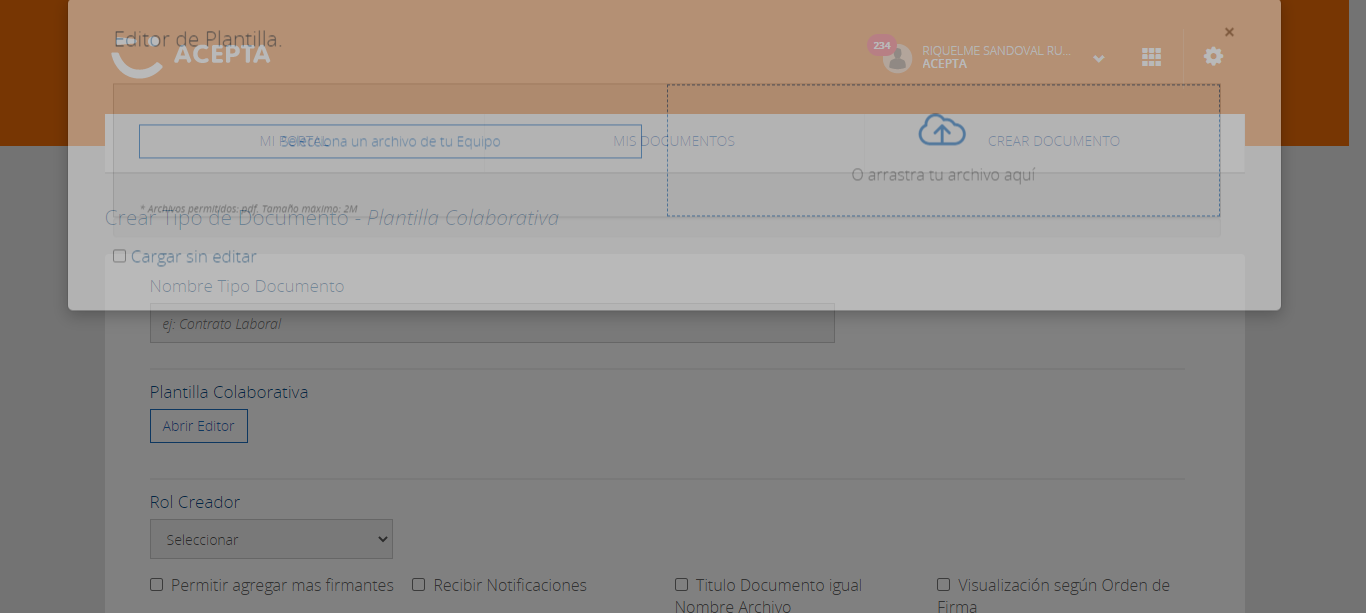 Editor de Plantilla.
×
ACEPTA
234
RIQUELME SANDOVAL RU...
ACEPTA
MI PORTAL
Selecciona un archivo de tu Equipo
MIS DOCUMENTOS
CREAR DOCUMENTO
O arrastra tu archivo aquí
* Archivos permitidos: pdf. Tamaño máximo: 2M
Crear Tipo de Documento - Plantilla Colaborativa
Cargar sin editar
Nombre Tipo Documento
ej: Contrato Laboral
Plantilla Colaborativa
Abrir Editor
Rol Creador
Seleccionar
Permitir agregar mas firmantes
Recibir Notificaciones
Titulo Documento igual
Nombre Archivo
Visualización según Orden de
Firma